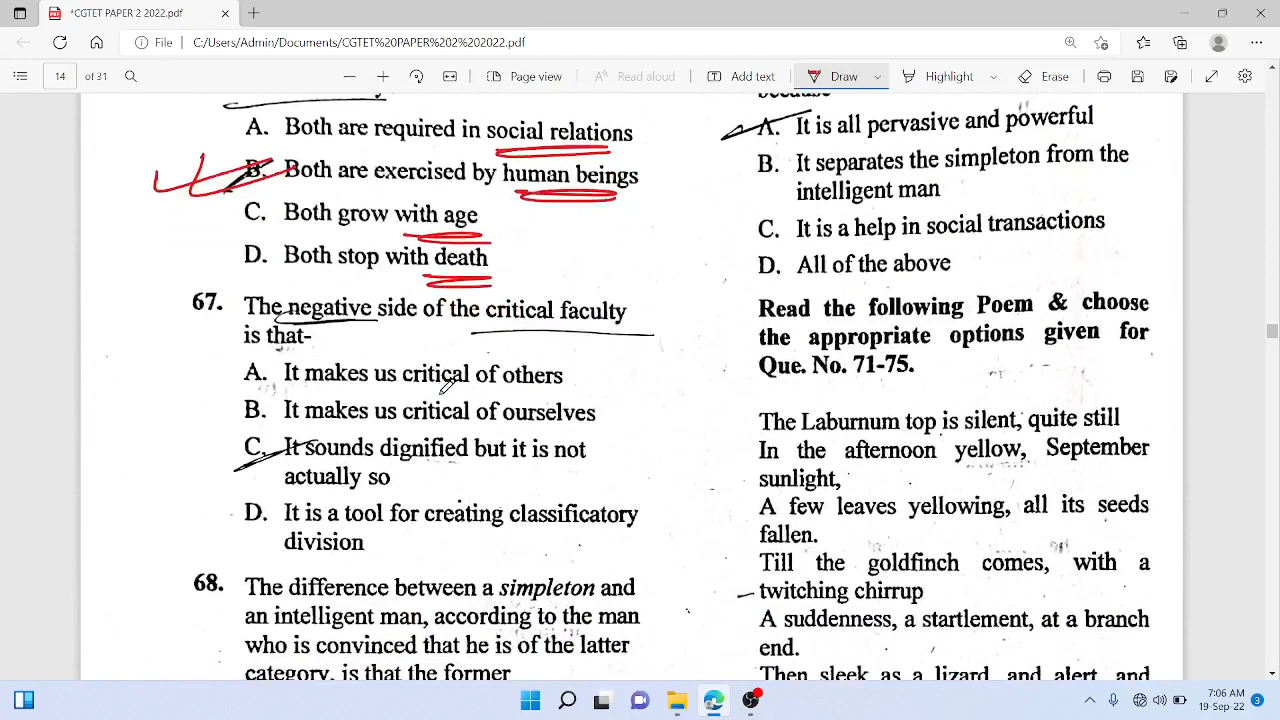 *CGTET PAPER 2 2022.pdf
File
C:/Users/Admin/Documents/CGTET%20PAPER%202%202022.pdf
14 of 31
Page view
Read aloud
Add text
Draw
Highlight
Erase
A. Both are required in social relations
B. Both are exercised by human beings
C. Both grow with age
D. Both stop with death
67. The negative side of the critical faculty
is that-
A. It makes us critical of others
B. It makes us critical of ourselves
C. It sounds dignified but it is not
actually so
D. It is a tool for creating classificatory
division
68. The difference between a simpleton and
an intelligent man, according to the man
who is convinced that he is of the latter
category, is that the former
because
A. It is all pervasive and powerful
B. It separates the simpleton from the
intelligent man
C. It is a help in social transactions
D. All of the above
Read the following Poem & choose
the appropriate options given for
Que. No. 71-75.
The Laburnum top is silent, quite still
In the afternoon yellow, September
sunlight,
A few leaves yellowing, all its seeds
fallen.
Till the goldfinch comes, with a
twitching chirrup
A suddenness, a startlement, at a branch
end.
Then sleek as a lizard, and alert, and
7:06 AM
19-Sep-22
3